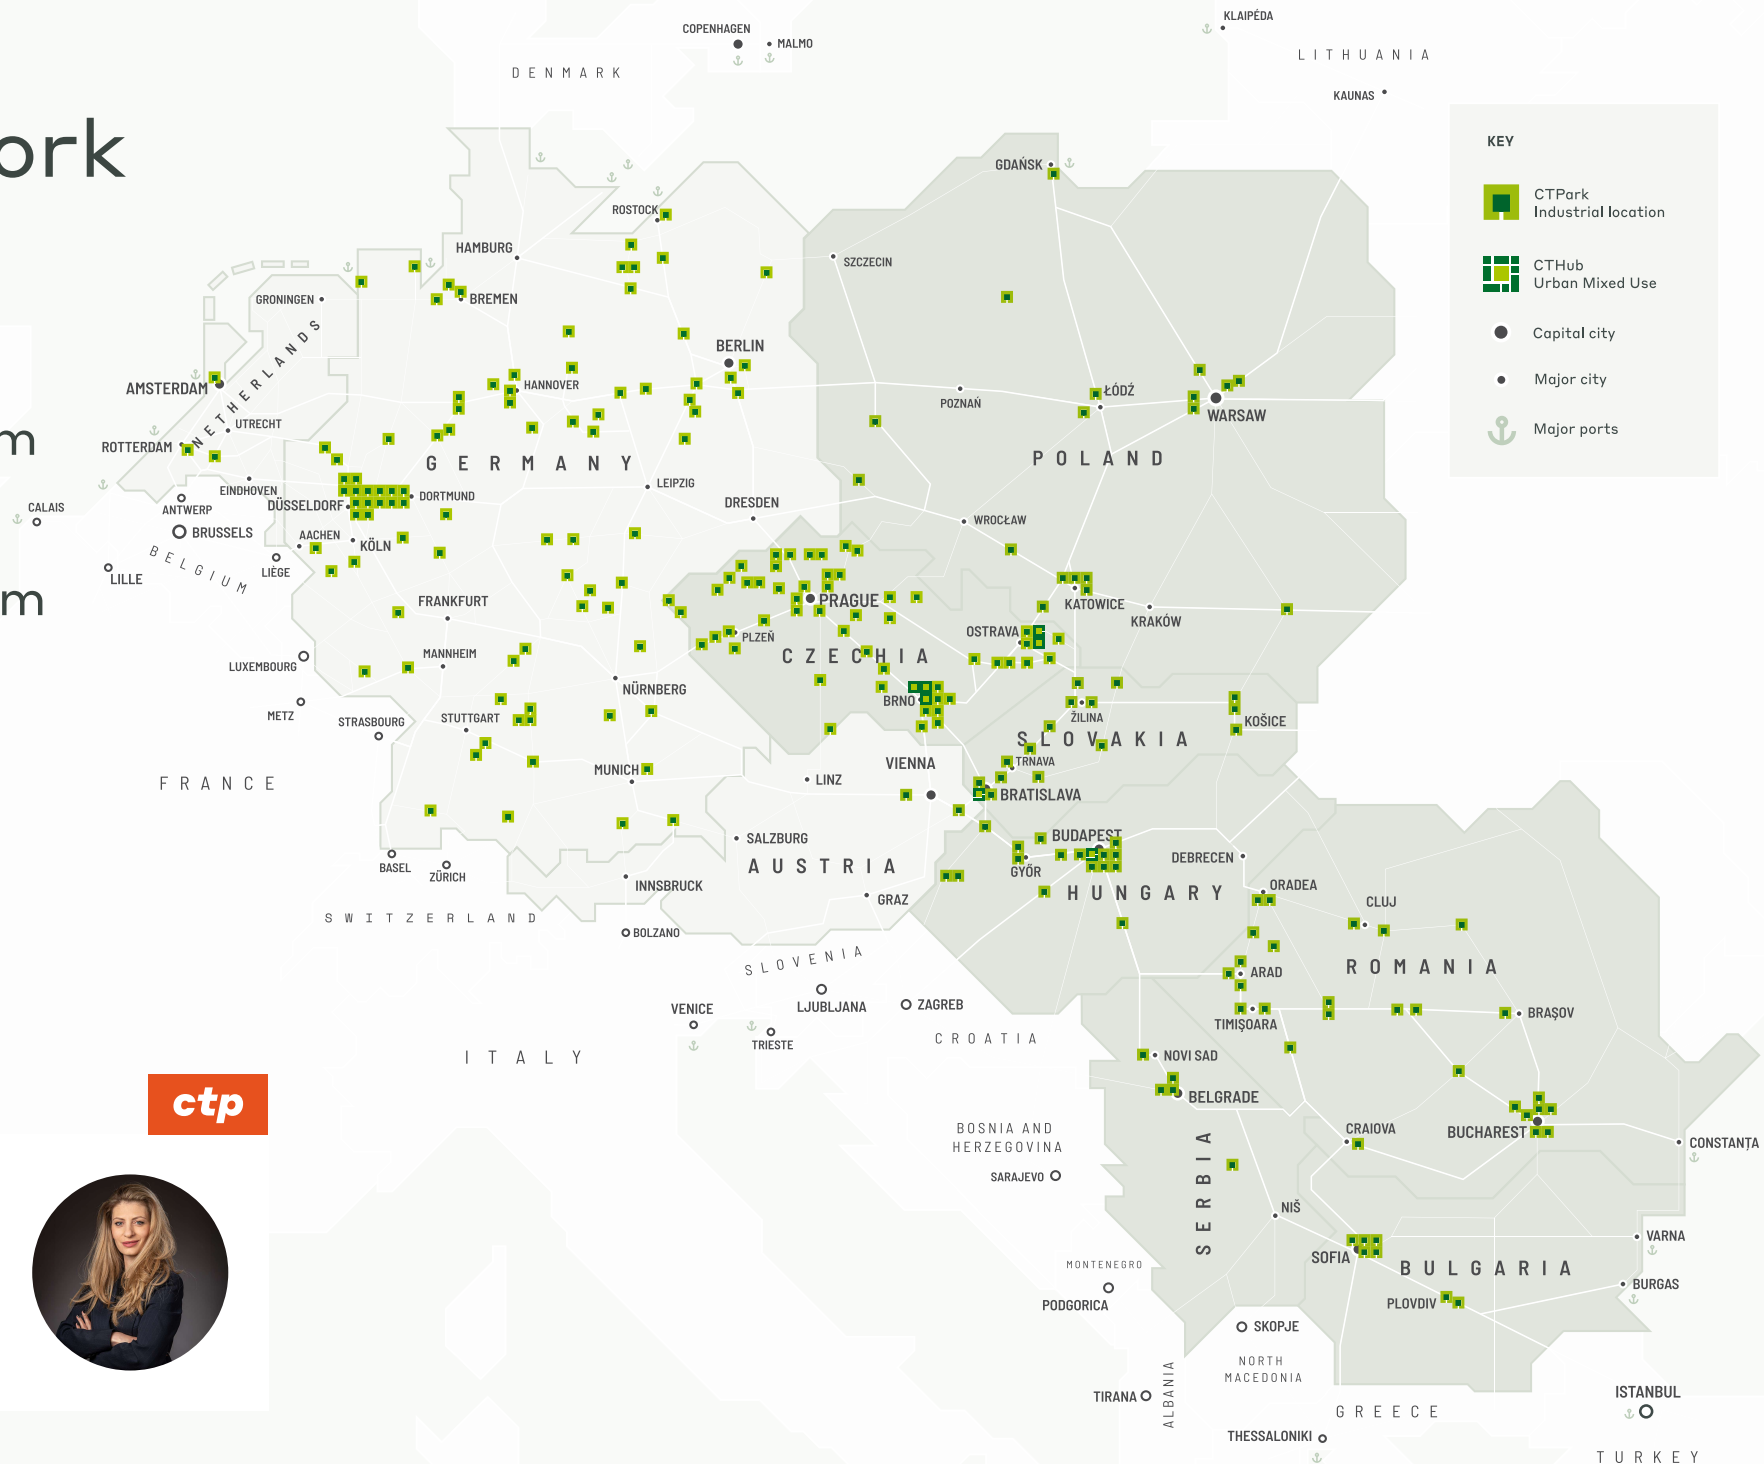 ork
m
m
KEY
CTPark
Industrial location
CTHub
Urban Mixed Use
Capital city
Major city
Major ports
COPENHAGEN
MALMO
DENMARK
KLAIPÉDA
LITHUANIA
KAUNAS
GDAŃSK
ROSTOCK
HAMBURG
SZCZECIN
GRONINGEN
BREMEN
BERLIN
NETHERLANDS
AMSTERDAM
HANNOVER
POZNAŃ
ŁÓDŹ
WARSAW
UTRECHT
ROTTERDAM
GERMANY
POLAND
EINDHOVEN
DÜSSELDORF
DORTMUND
LEIPZIG
DRESDEN
CALAIS
ANTWERP
BRUSSELS
WROCŁAW
AACHEN
KÖLN
BELGIUM
LIÈGE
LILLE
FRANKFURT
PRAGUE
KATOWICE
KRAKÓW
OSTRAVA
PLZEŇ
CZECHIA
MANNHEIM
LUXEMBOURG
NÜRNBERG
BRNO
METZ
STRASBOURG
STUTTGART
ŽILINA
KOŠICE
SLOVAKIA
VIENNA
TRNAVA
MUNICH
LINZ
FRANCE
BRATISLAVA
SALZBURG
BUDAPEST
DEBRECEN
AUSTRIA
BASEL
ZÜRICH
GYŐR
INNSBRUCK
HUNGARY
ORADEA
GRAZ
CLUJ
SWITZERLAND
BOLZANO
SLOVENIA
ROMANIA
ARAD
VENICE
LJUBLJANA
ZAGREB
TIMIŞOARA
BRAŞOV
TRIESTE
CROATIA
ITALY
NOVI SAD
BELGRADE
ctp
BOSNIA AND
HERZEGOVINA
CRAIOVA
BUCHAREST
CONSTANȚA
SARAJEVO
SERBIA
NIŠ
VARNA
SOFIA
BULGARIA
MONTENEGRO
BURGAS
PODGORICA
PLOVDIV
SKOPJE
NORTH
MACEDONIA
TIRANA
ALBANIA
ISTANBUL
GREECE
THESSALONIKI
TURKEY